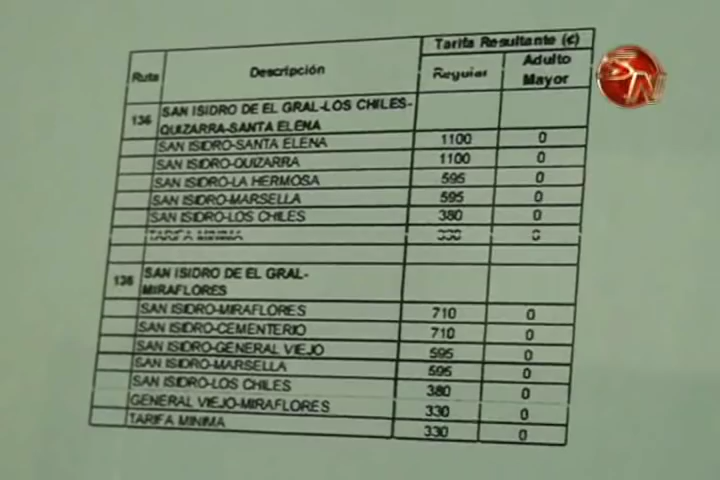 Tarifa Resultante (¢)
Ruta Descripción Regular Adulto Mayor
136 SAN ISIDRO DE EL GRAL-LOS CHILES-
QUIZARRA-SANTA ELENA
SAN ISIDRO-SANTA ELENA 1100 0
SAN ISIDRO-QUIZARRA 1100 0
SAN ISIDRO-LA HERMOSA 595 0
SAN ISIDRO-MARSELLA 595 0
SAN ISIDRO-LOS CHILES 380 0
TARIFA MINIMA 330 0
136 SAN ISIDRO DE EL GRAL-
MIRAFLORES
SAN ISIDRO-MIRAFLORES 710 0
SAN ISIDRO-CEMENTERIO 710 0
SAN ISIDRO-GENERAL VIEJO 595 0
SAN ISIDRO-MARSELLA 595 0
SAN ISIDRO-LOS CHILES 380 0
GENERAL VIEJO-MIRAFLORES 330 0
TARIFA MINIMA 330 0
SN